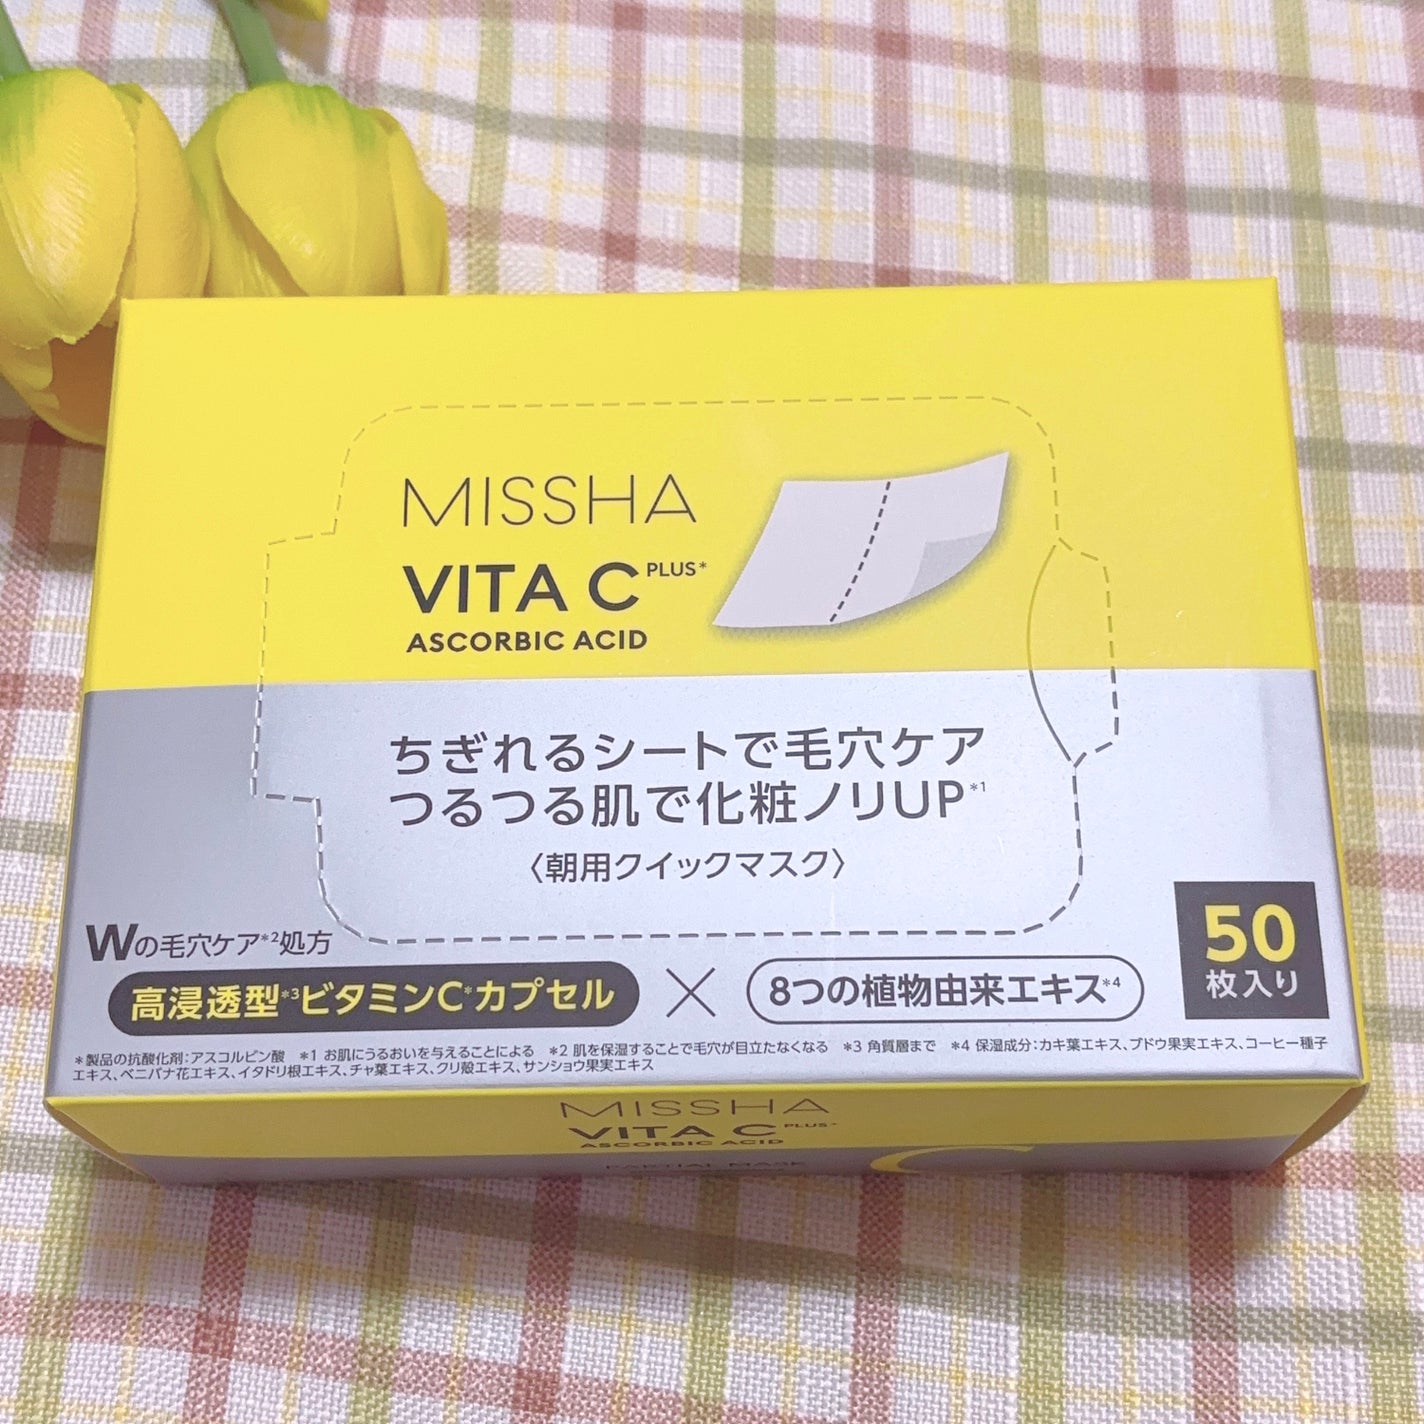 MISSHA
VITA C PLUS*
ASCORBIC ACID
ちぎれるシートで毛穴ケア
つるつる肌で化粧ノリUP*1
〈朝用クイックマスク〉
Wの毛穴ケア*2処方
高浸透型*3ビタミンC*カプセル × 8つの植物由来エキス*4
50
枚入り
*製品の抗酸化剤:アスコルビン酸 *1 お肌にうるおいを与えることによる *2 肌を保湿することで毛穴が目立たなくなる *3 角質層まで *4 保湿成分:カキ葉エキス、ブドウ果実エキス、コーヒー種子
エキス、ベニバナ花エキス、イタドリ根エキス、チャ葉エキス、クリ殻エキス、サンショウ果実エキス
MISSHA
VITA C PLUS*
ASCORBIC ACID
PARTIAL MASK
C